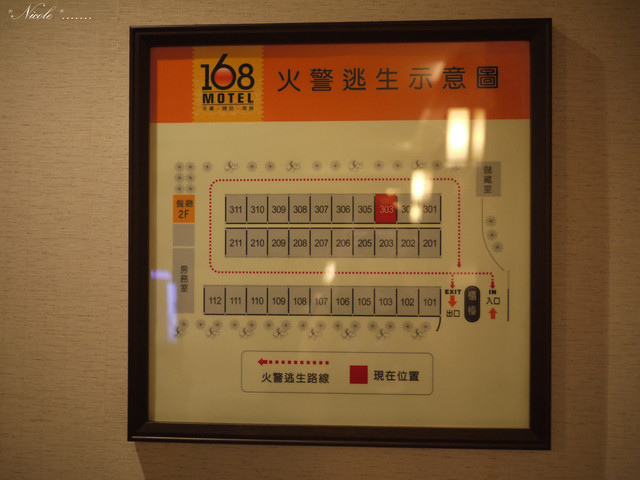 *Nicole*.......
168
MOTEL
火警逃生示意圖
儲藏室
餐廳
2F
房務室
311 310 309 308 307 306 305 303 301
211 210 209 208 207 206 205 203 202 201
112 111 110 109 108 107 106 105 103 102 101
EXIT
出口
櫃檯
IN
入口
火警逃生路線
現在位置